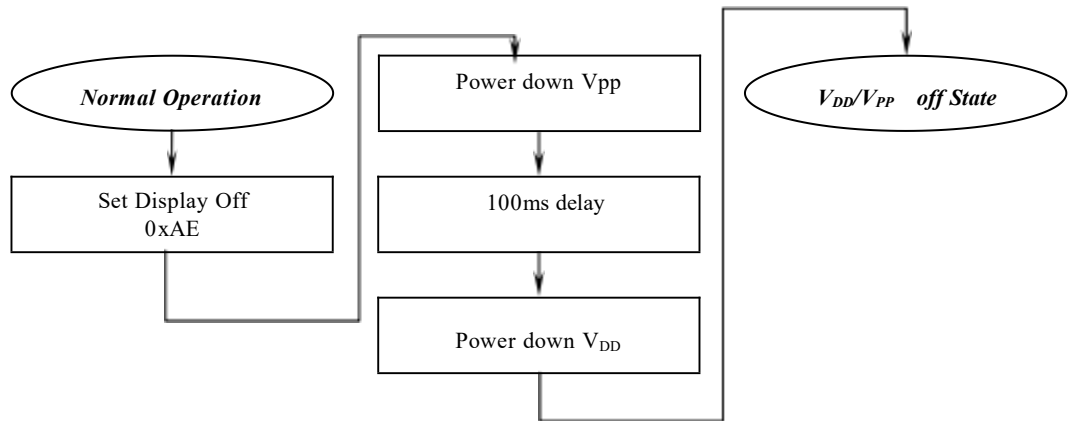 Normal Operation
Set Display Off
0xAE
Power down Vpp
100ms delay
Power down VDD
VDD/VPP off State